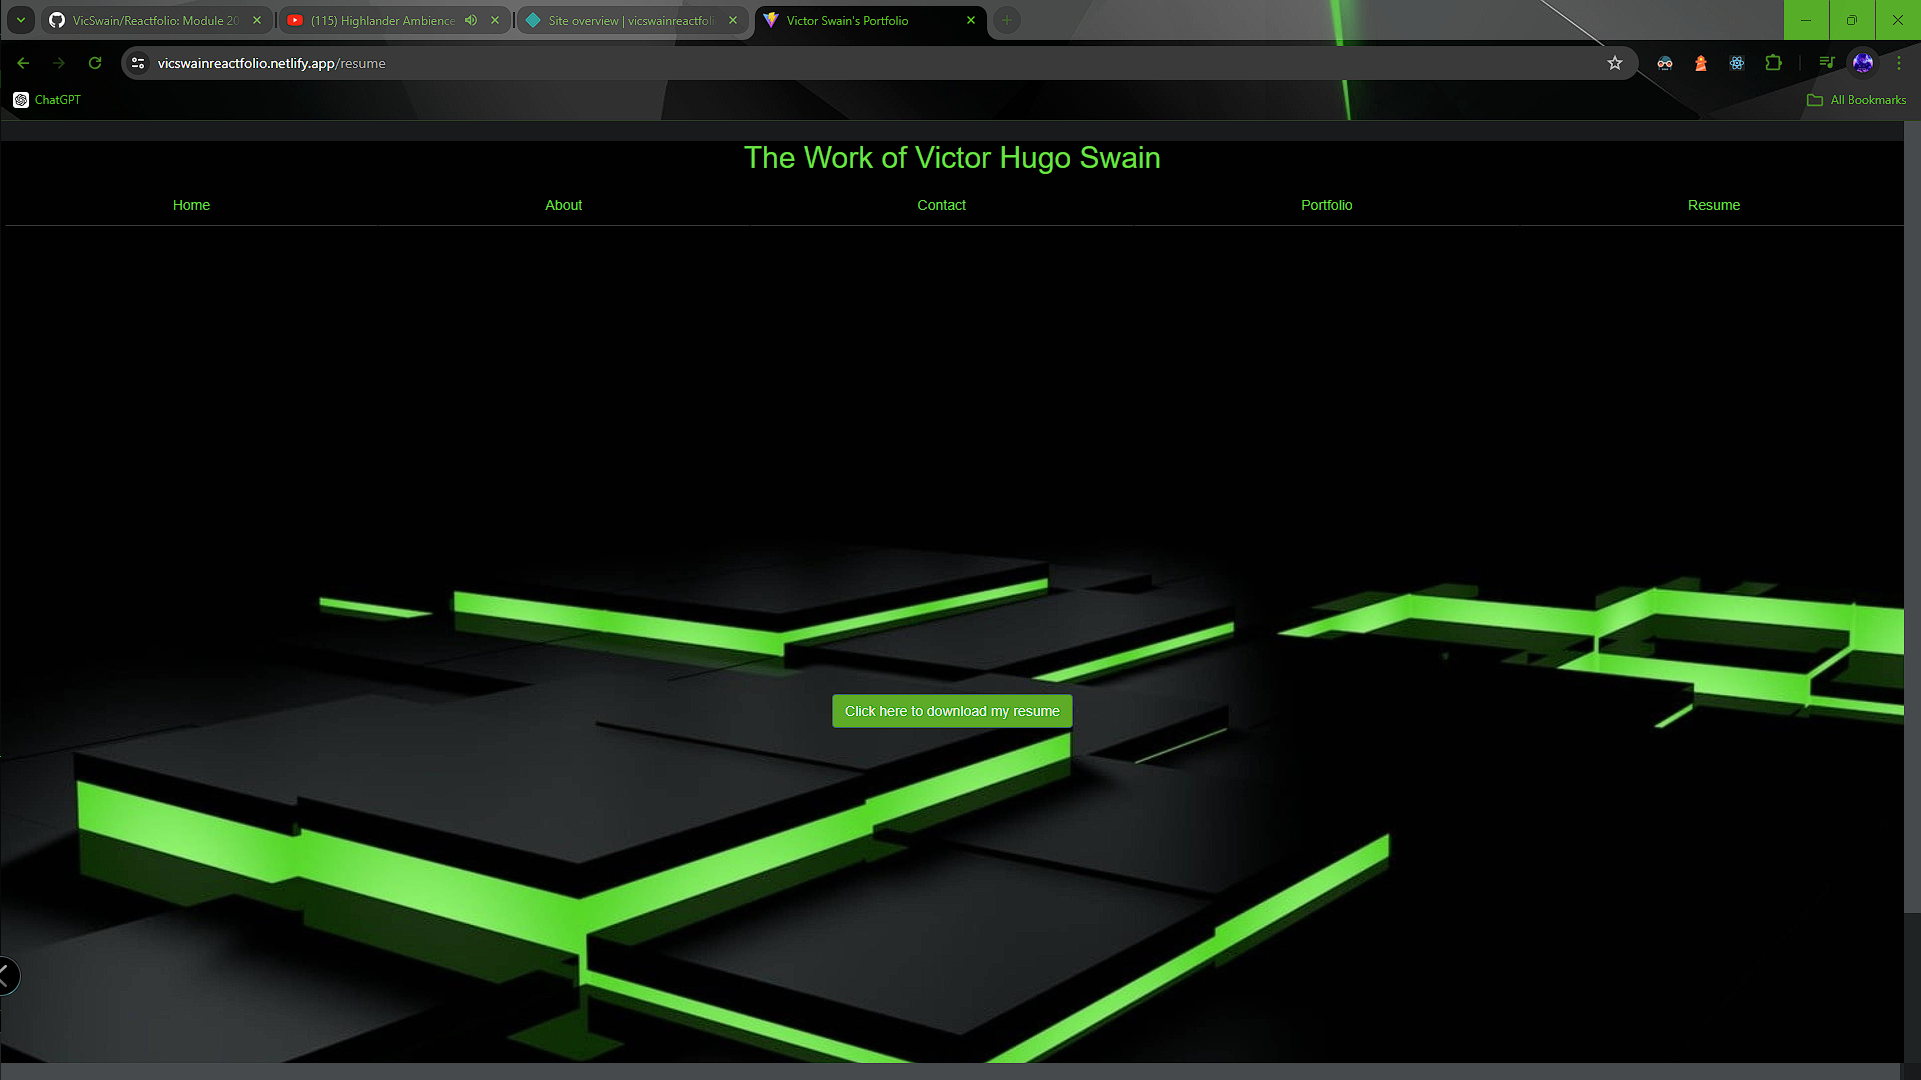 VicSwain/Reactfolio: Module 20
(115) Highlander Ambience
Site overview | vicswainreactfoli
Victor Swain's Portfolio
vicswainreactfolio.netlify.app/resume
ChatGPT
All Bookmarks
The Work of Victor Hugo Swain
Home About Contact Portfolio Resume
Click here to download my resume